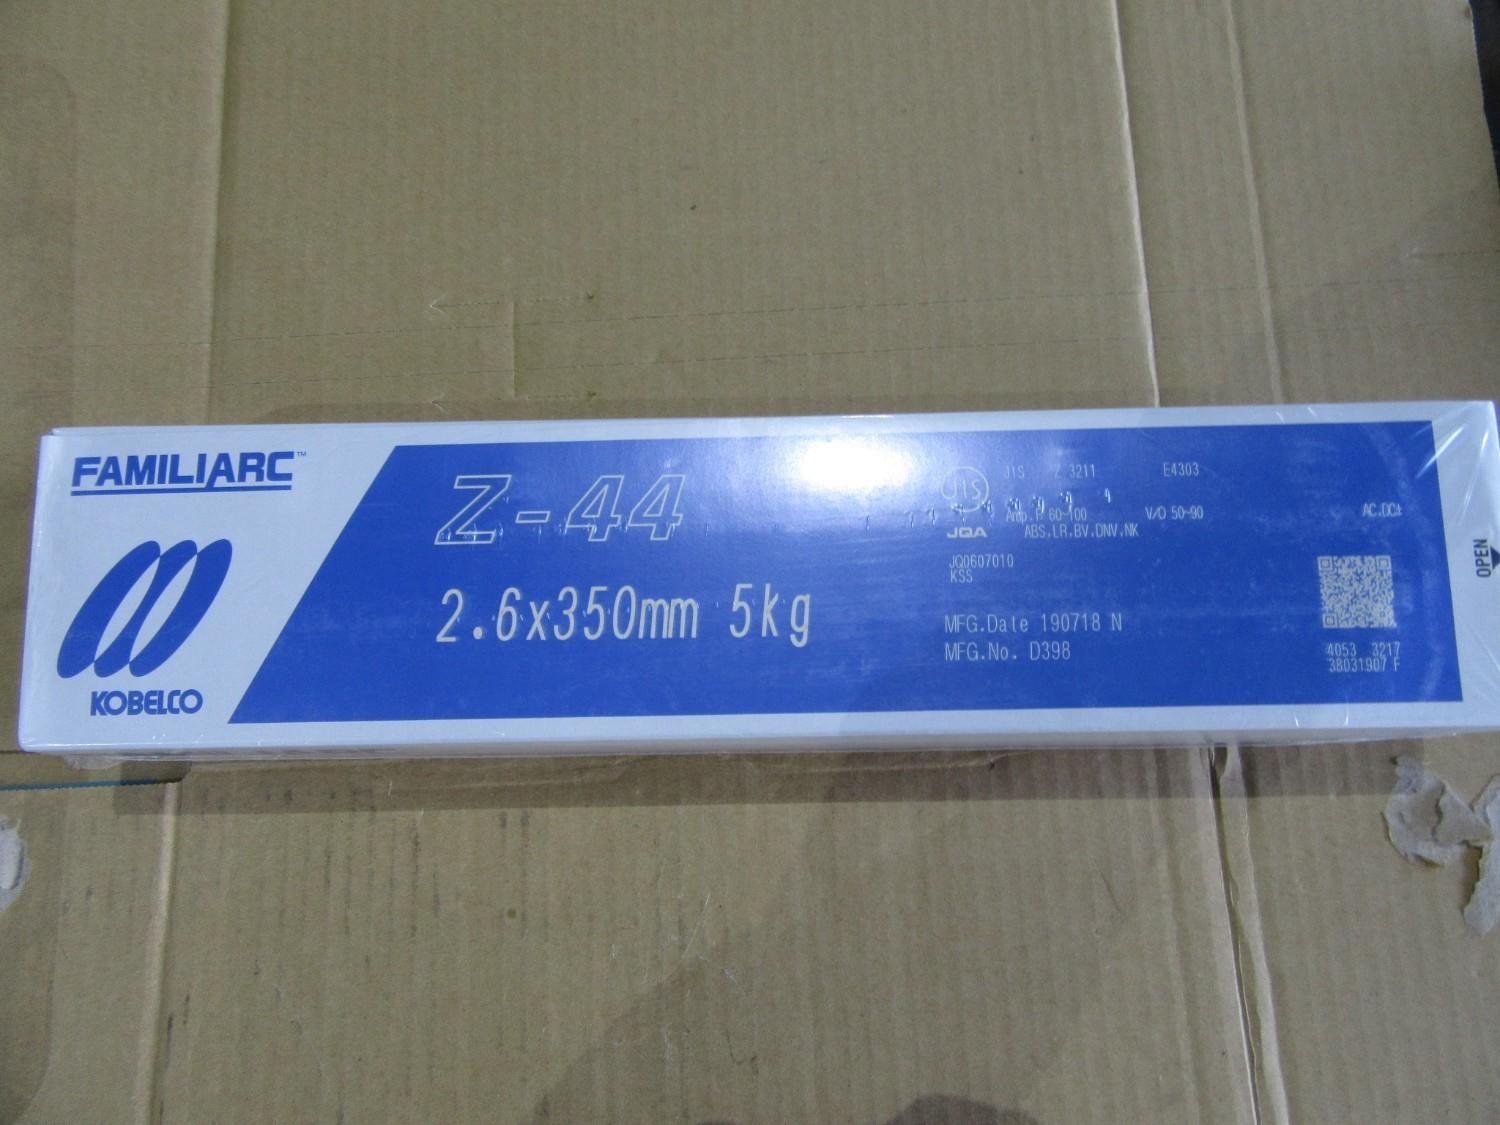 FAMILIARC™
KOBELCO
Z-44
2.6x350mm 5kg
JIS
JIS Z 3211 E4303
Amp. F 60~100 V/O 50~90 AC.DC±
JQA
ABS.LR.BV.DNV.NK
JQ0607010
KSS
MFG.Date 190718 N
MFG.No. D398
4053 3217
38031907 F
OPEN